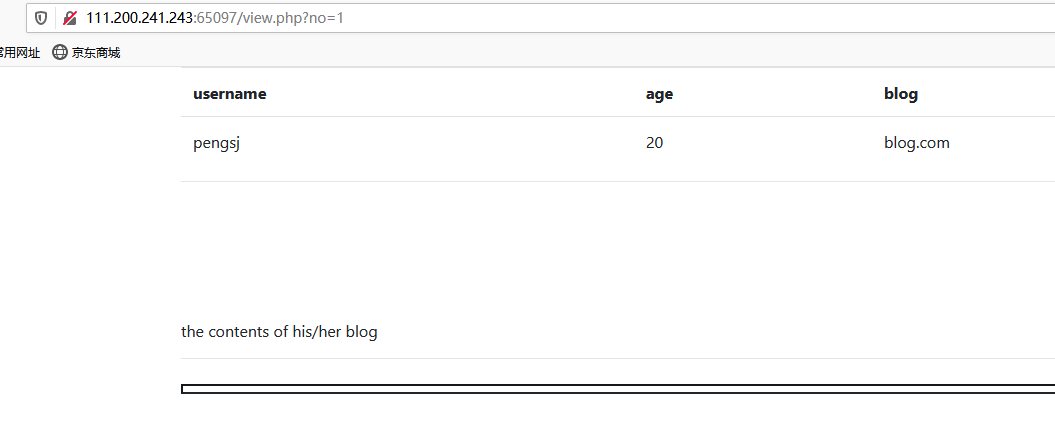 111.200.241.243:65097/view.php?no=1
常用网址 京东商城
username age blog
pengsj 20 blog.com
the contents of his/her blog